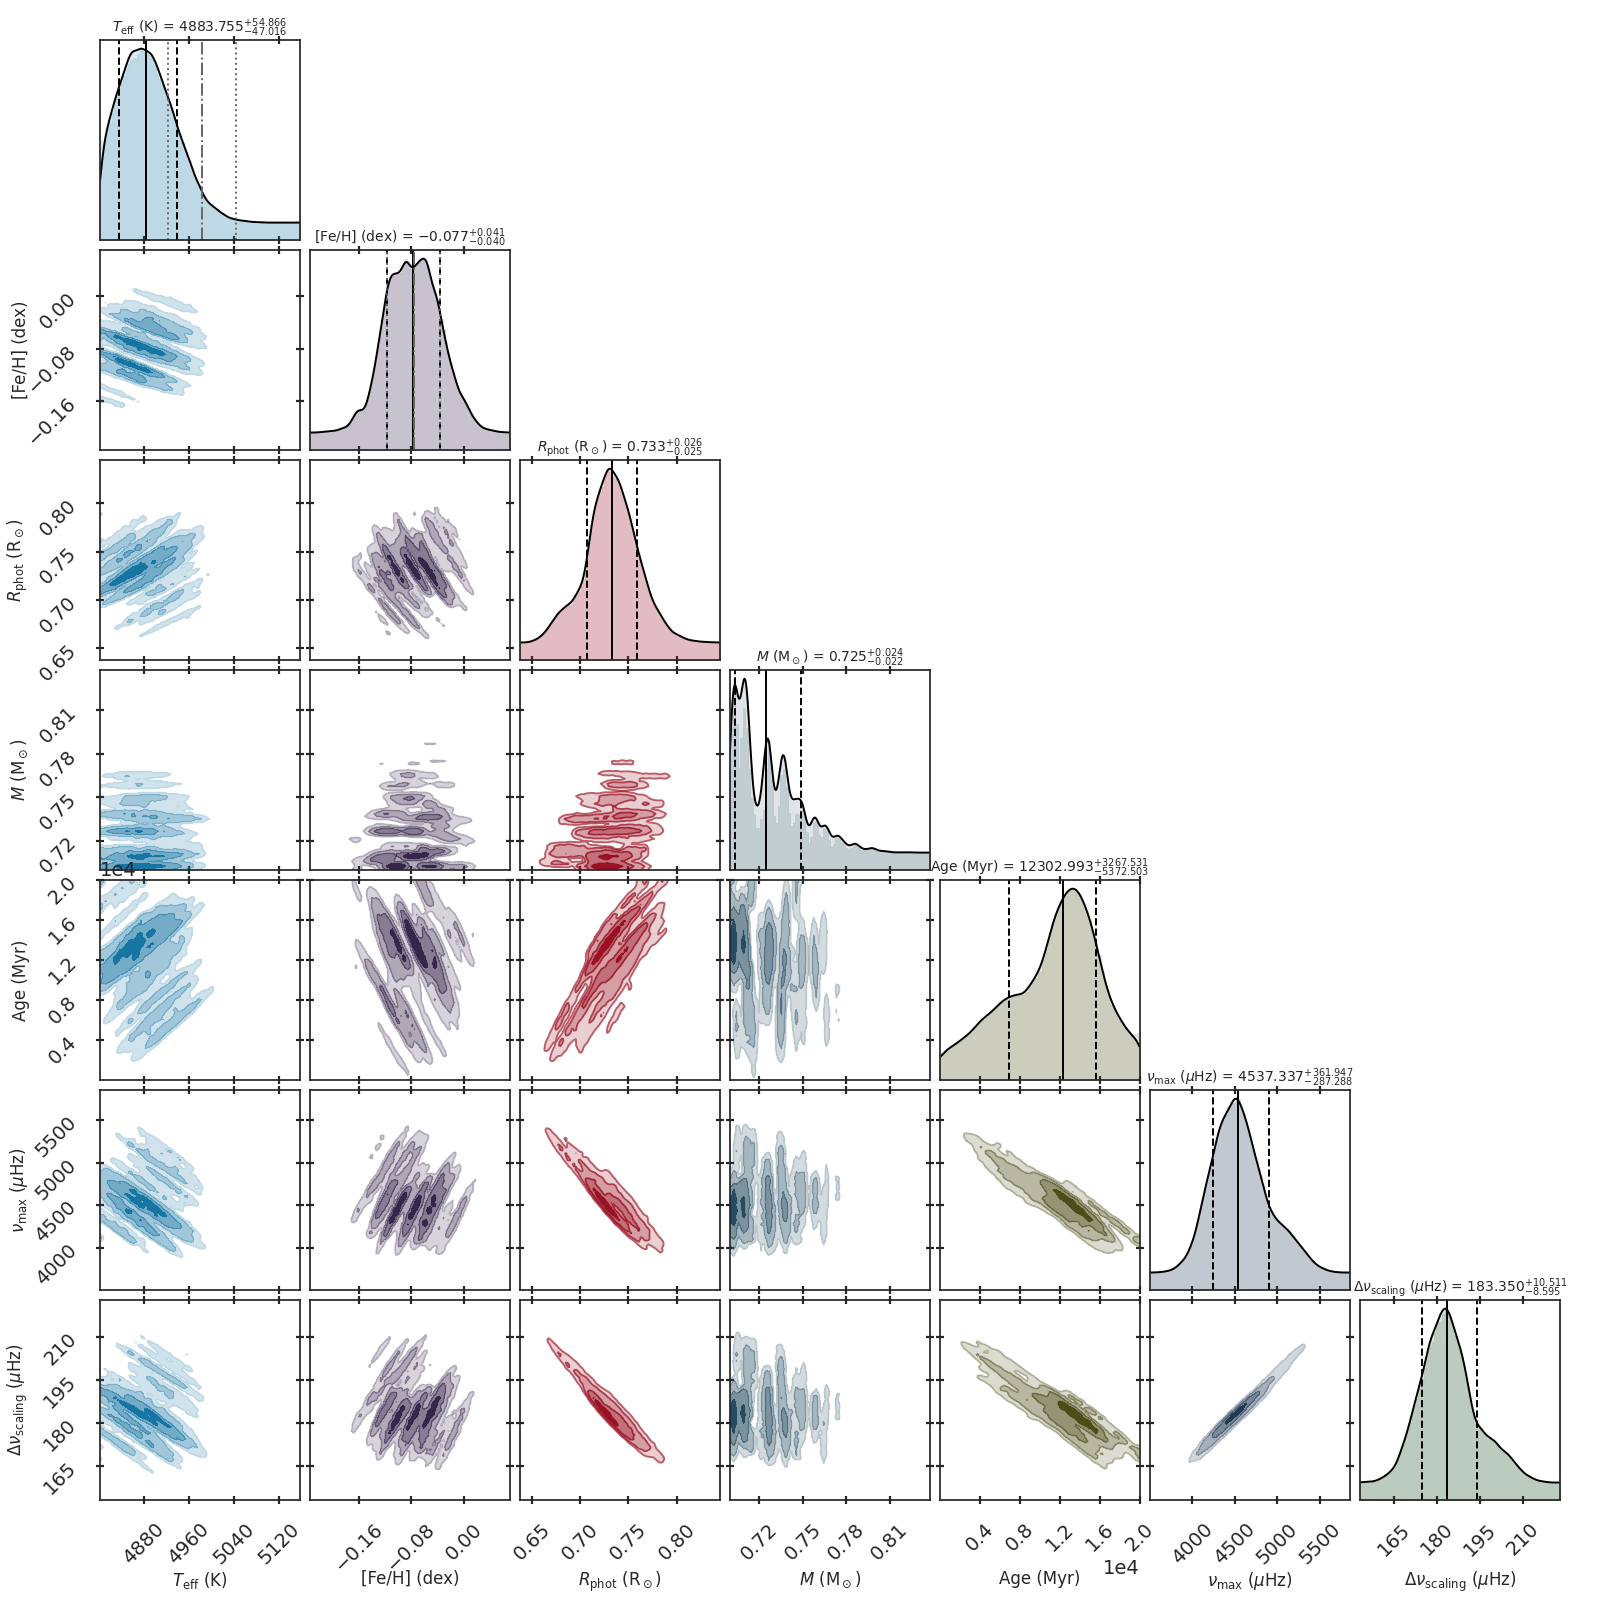 T_eff (K) = 4883.755 +54.866 −47.016
[Fe/H] (dex) = −0.077 +0.041 −0.040
[Fe/H] (dex)
0.00
−0.08
−0.16
R_phot (R⊙) = 0.733 +0.026 −0.025
R_phot (R⊙)
0.80
0.75
0.70
0.65
M (M⊙) = 0.725 +0.024 −0.022
M (M⊙)
0.81
0.78
0.75
0.72
1e4
Age (Myr) = 12302.993 +3267.531 −5372.503
Age (Myr)
2.0
1.6
1.2
0.8
0.4
ν_max (μHz) = 4537.337 +361.947 −287.288
ν_max (μHz)
5500
5000
4500
4000
Δν_scaling (μHz) = 183.350 +10.511 −8.595
Δν_scaling (μHz)
210
195
180
165
4880 4960 5040 5120 −0.16 −0.08 0.00 0.65 0.70 0.75 0.80 0.72 0.75 0.78 0.81 0.4 0.8 1.2 1.6 2.0 4000 4500 5000 5500 165 180 195 210
1e4
T_eff (K) [Fe/H] (dex) R_phot (R⊙) M (M⊙) Age (Myr) ν_max (μHz) Δν_scaling (μHz)